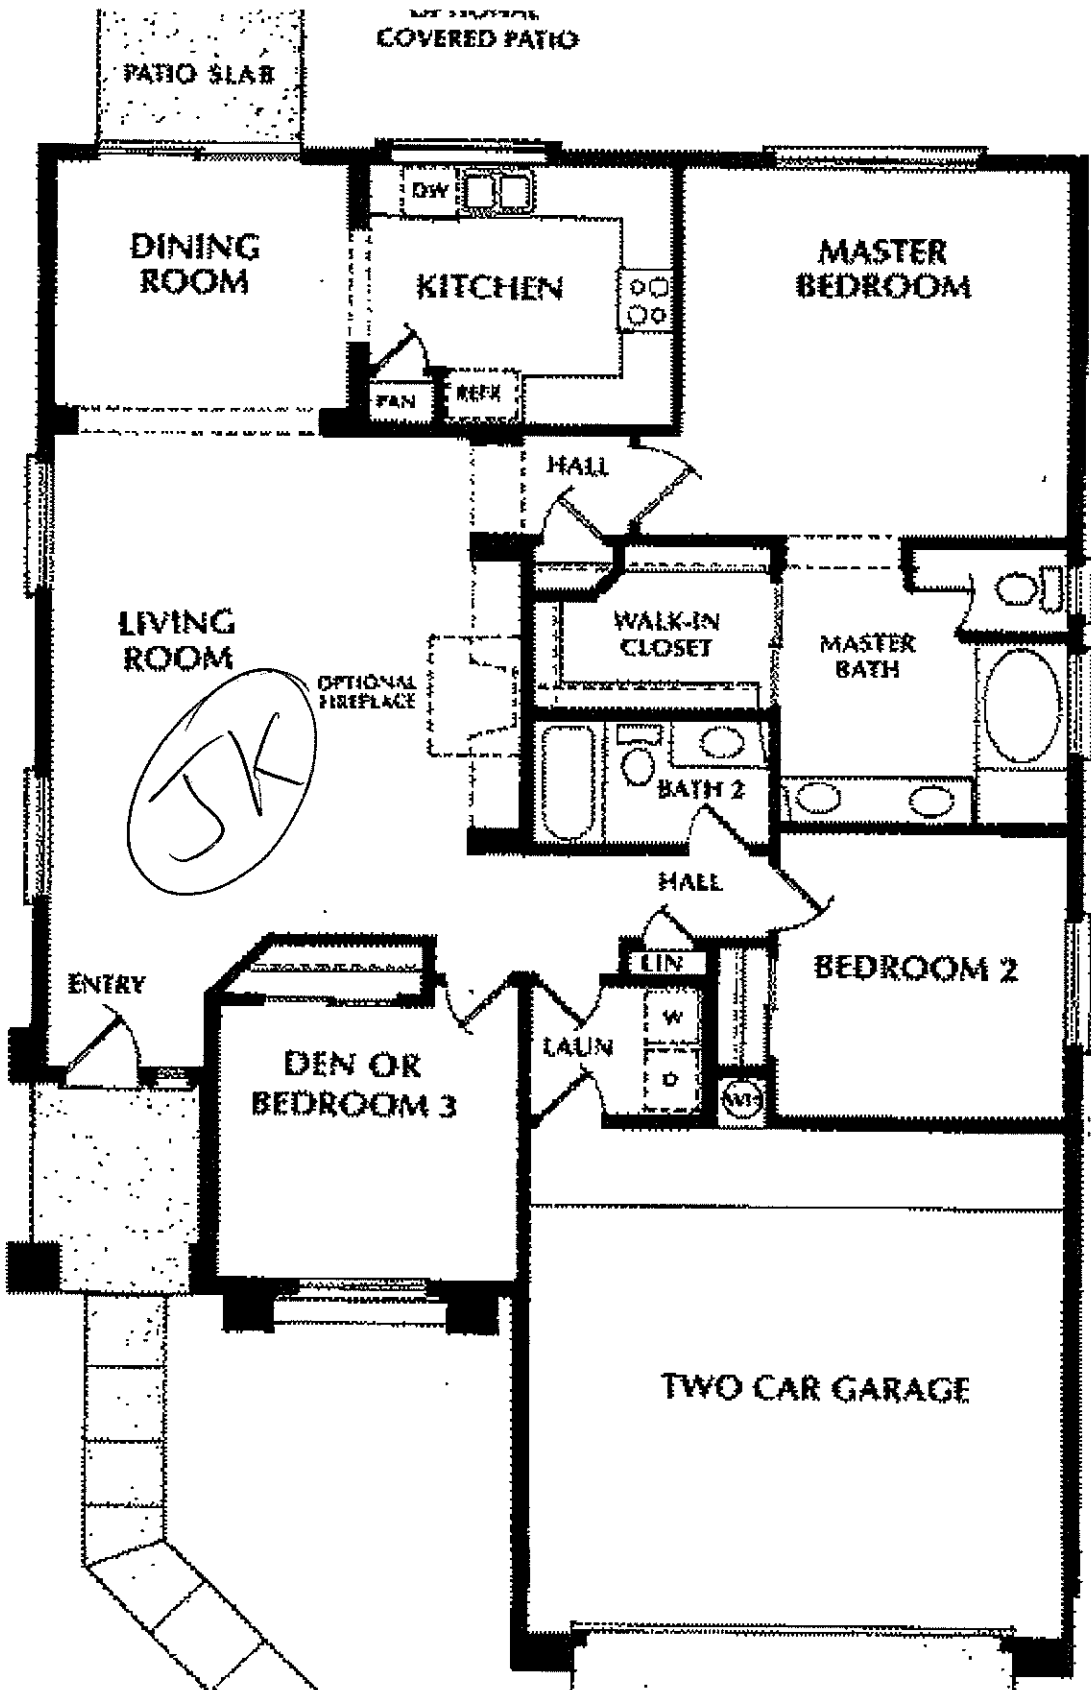 COVERED PATIO
PATIO SLAB
DW
DINING
ROOM
KITCHEN
MASTER
BEDROOM
PAN
REFR
HALL
LIVING
ROOM
WALK-IN
CLOSET
MASTER
BATH
OPTIONAL
FIREPLACE
JK
BATH 2
HALL
LIN
BEDROOM 2
ENTRY
W
LAUN
DEN OR
BEDROOM 3
D
WH
TWO CAR GARAGE